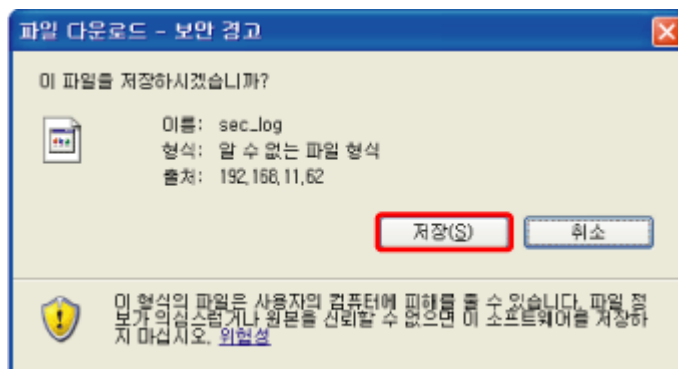 파일 다운로드 - 보안 경고
이 파일을 저장하시겠습니까?
이름: sec_log
형식: 알 수 없는 파일 형식
출처: 192.168.11.62
저장(S) 취소
이 형식의 파일은 사용자의 컴퓨터에 피해를 줄 수 있습니다. 파일 정
보가 의심스럽거나 원본을 신뢰할 수 없으면 이 소프트웨어를 저장하
지 마십시오. 위험성